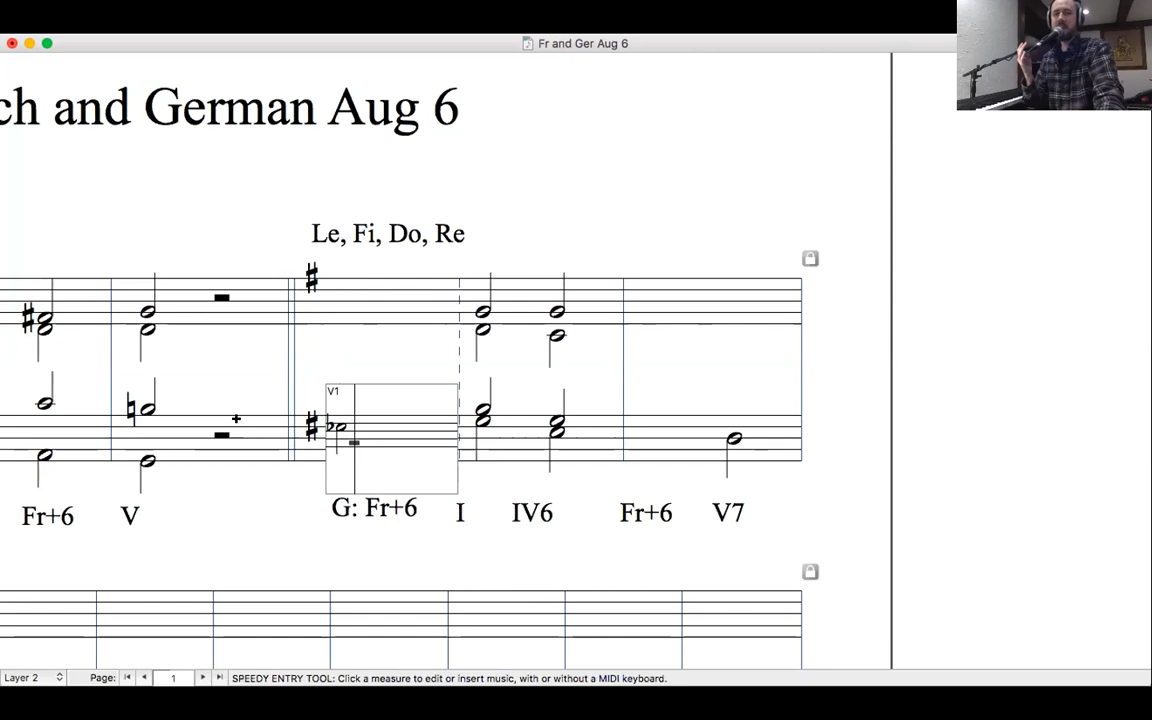 Fr and Ger Aug 6
ch and German Aug 6
Le, Fi, Do, Re
V1
Fr+6 V G: Fr+6 I IV6 Fr+6 V7
Layer 2 Page: 1 SPEEDY ENTRY TOOL: Click a measure to edit or insert music, with or without a MIDI keyboard.